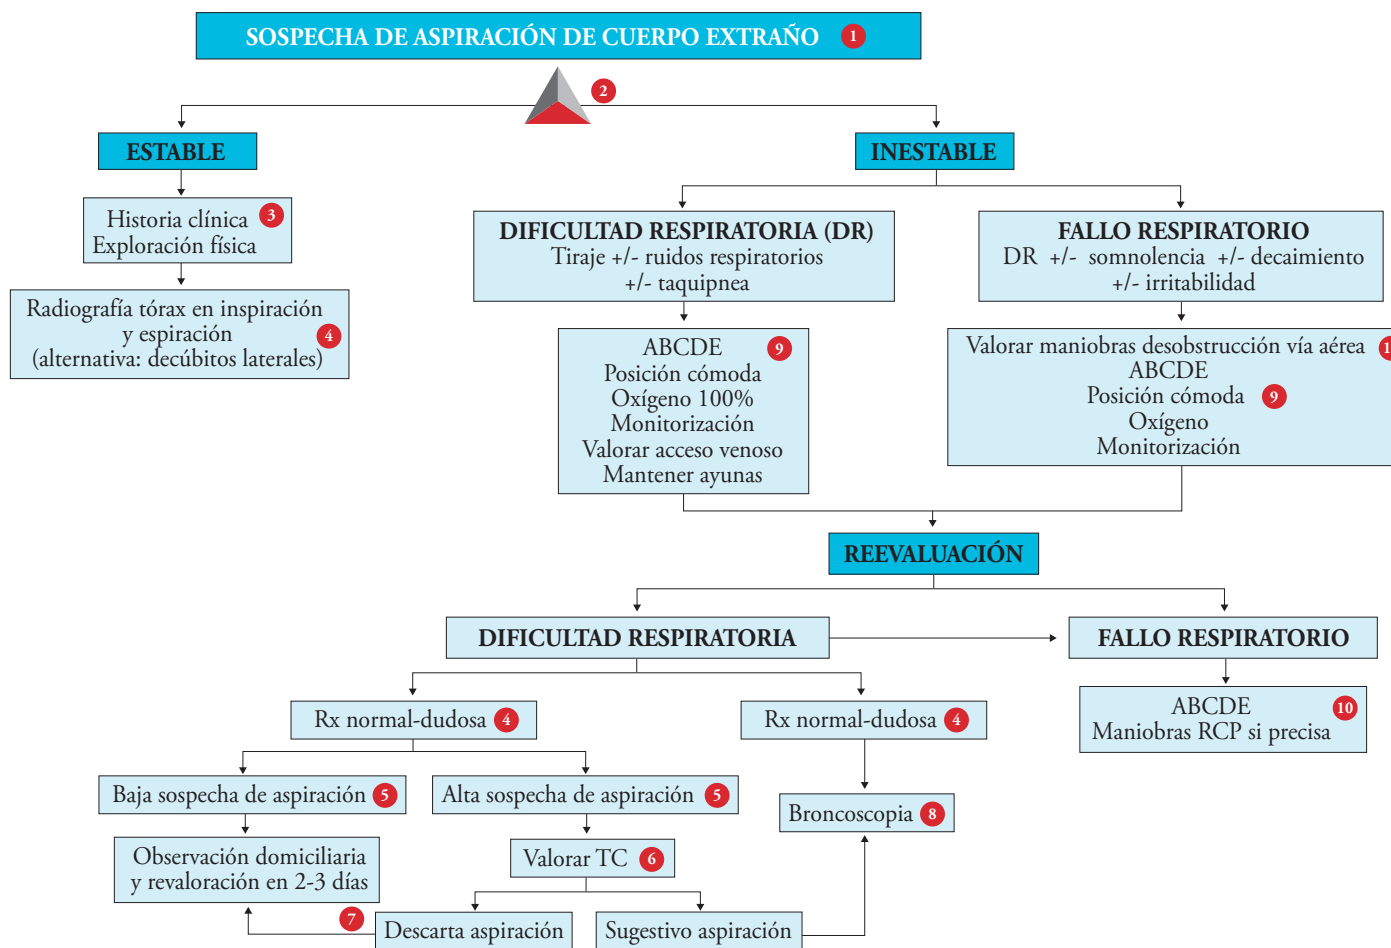 SOSPECHA DE ASPIRACIÓN DE CUERPO EXTRAÑO 1
2
ESTABLE
INESTABLE
Historia clínica 3
Exploración física
Radiografía tórax en inspiración
y espiración 4
(alternativa: decúbitos laterales)
DIFICULTAD RESPIRATORIA (DR)
Tiraje +/- ruidos respiratorios
+/- taquipnea
FALLO RESPIRATORIO
DR +/- somnolencia +/- decaimiento
+/- irritabilidad
ABCDE 9
Posición cómoda
Oxígeno 100%
Monitorización
Valorar acceso venoso
Mantener ayunas
Valorar maniobras desobstrucción vía aérea
ABCDE
Posición cómoda 9
Oxígeno
Monitorización
REEVALUACIÓN
DIFICULTAD RESPIRATORIA
FALLO RESPIRATORIO
Rx normal-dudosa 4
Rx normal-dudosa 4
ABCDE 10
Maniobras RCP si precisa
Baja sospecha de aspiración 5
Alta sospecha de aspiración 5
Broncoscopia 8
Observación domiciliaria
y revaloración en 2-3 días
Valorar TC 6
7
Descarta aspiración
Sugestivo aspiración